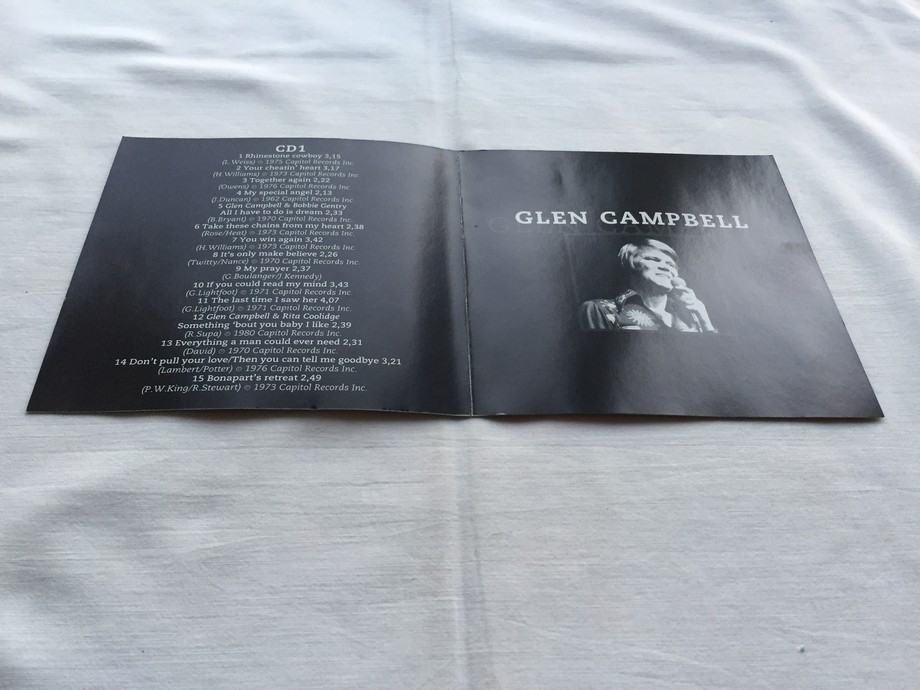 CD1
1 Rhinestone cowboy 3,15
(L. Weiss) ℗ 1975 Capitol Records Inc
2 Your cheatin' heart 3,17
(H.Williams) ℗ 1973 Capitol Records Inc
3 Together again 2,22
(Owens) ℗ 1976 Capitol Records Inc
4 My special angel 2,13
(J.Duncan) ℗ 1962 Capitol Records Inc
5 Glen Campbell & Bobbie Gentry
All I have to do is dream 2,33
(B.Bryant) ℗ 1970 Capitol Records Inc
6 Take these chains from my heart 2,38
(Rose/Heat) ℗ 1973 Capitol Records Inc
7 You win again 3,42
(H.Williams) ℗ 1973 Capitol Records Inc
8 It's only make believe 2,26
(Twitty/Nance) ℗ 1970 Capitol Records Inc
9 My prayer 2,37
(G.Boulanger/J.Kennedy)
10 If you could read my mind 3,43
(G.Lightfoot) ℗ 1971 Capitol Records Inc
11 The last time I saw her 4,07
(G.Lightfoot) ℗ 1971 Capitol Records Inc
12 Glen Campbell & Rita Coolidge
Something 'bout you baby I like 2,39
(R.Supa) ℗ 1980 Capitol Records Inc.
13 Everything a man could ever need 2,31
(David) ℗ 1970 Capitol Records Inc.
14 Don't pull your love/Then you can tell me goodbye 3,21
(Lambert/Potter) ℗ 1976 Capitol Records Inc.
15 Bonapart's retreat 2,49
(P.W.King/R.Stewart) ℗ 1973 Capitol Records Inc.
GLEN CAMPBELL